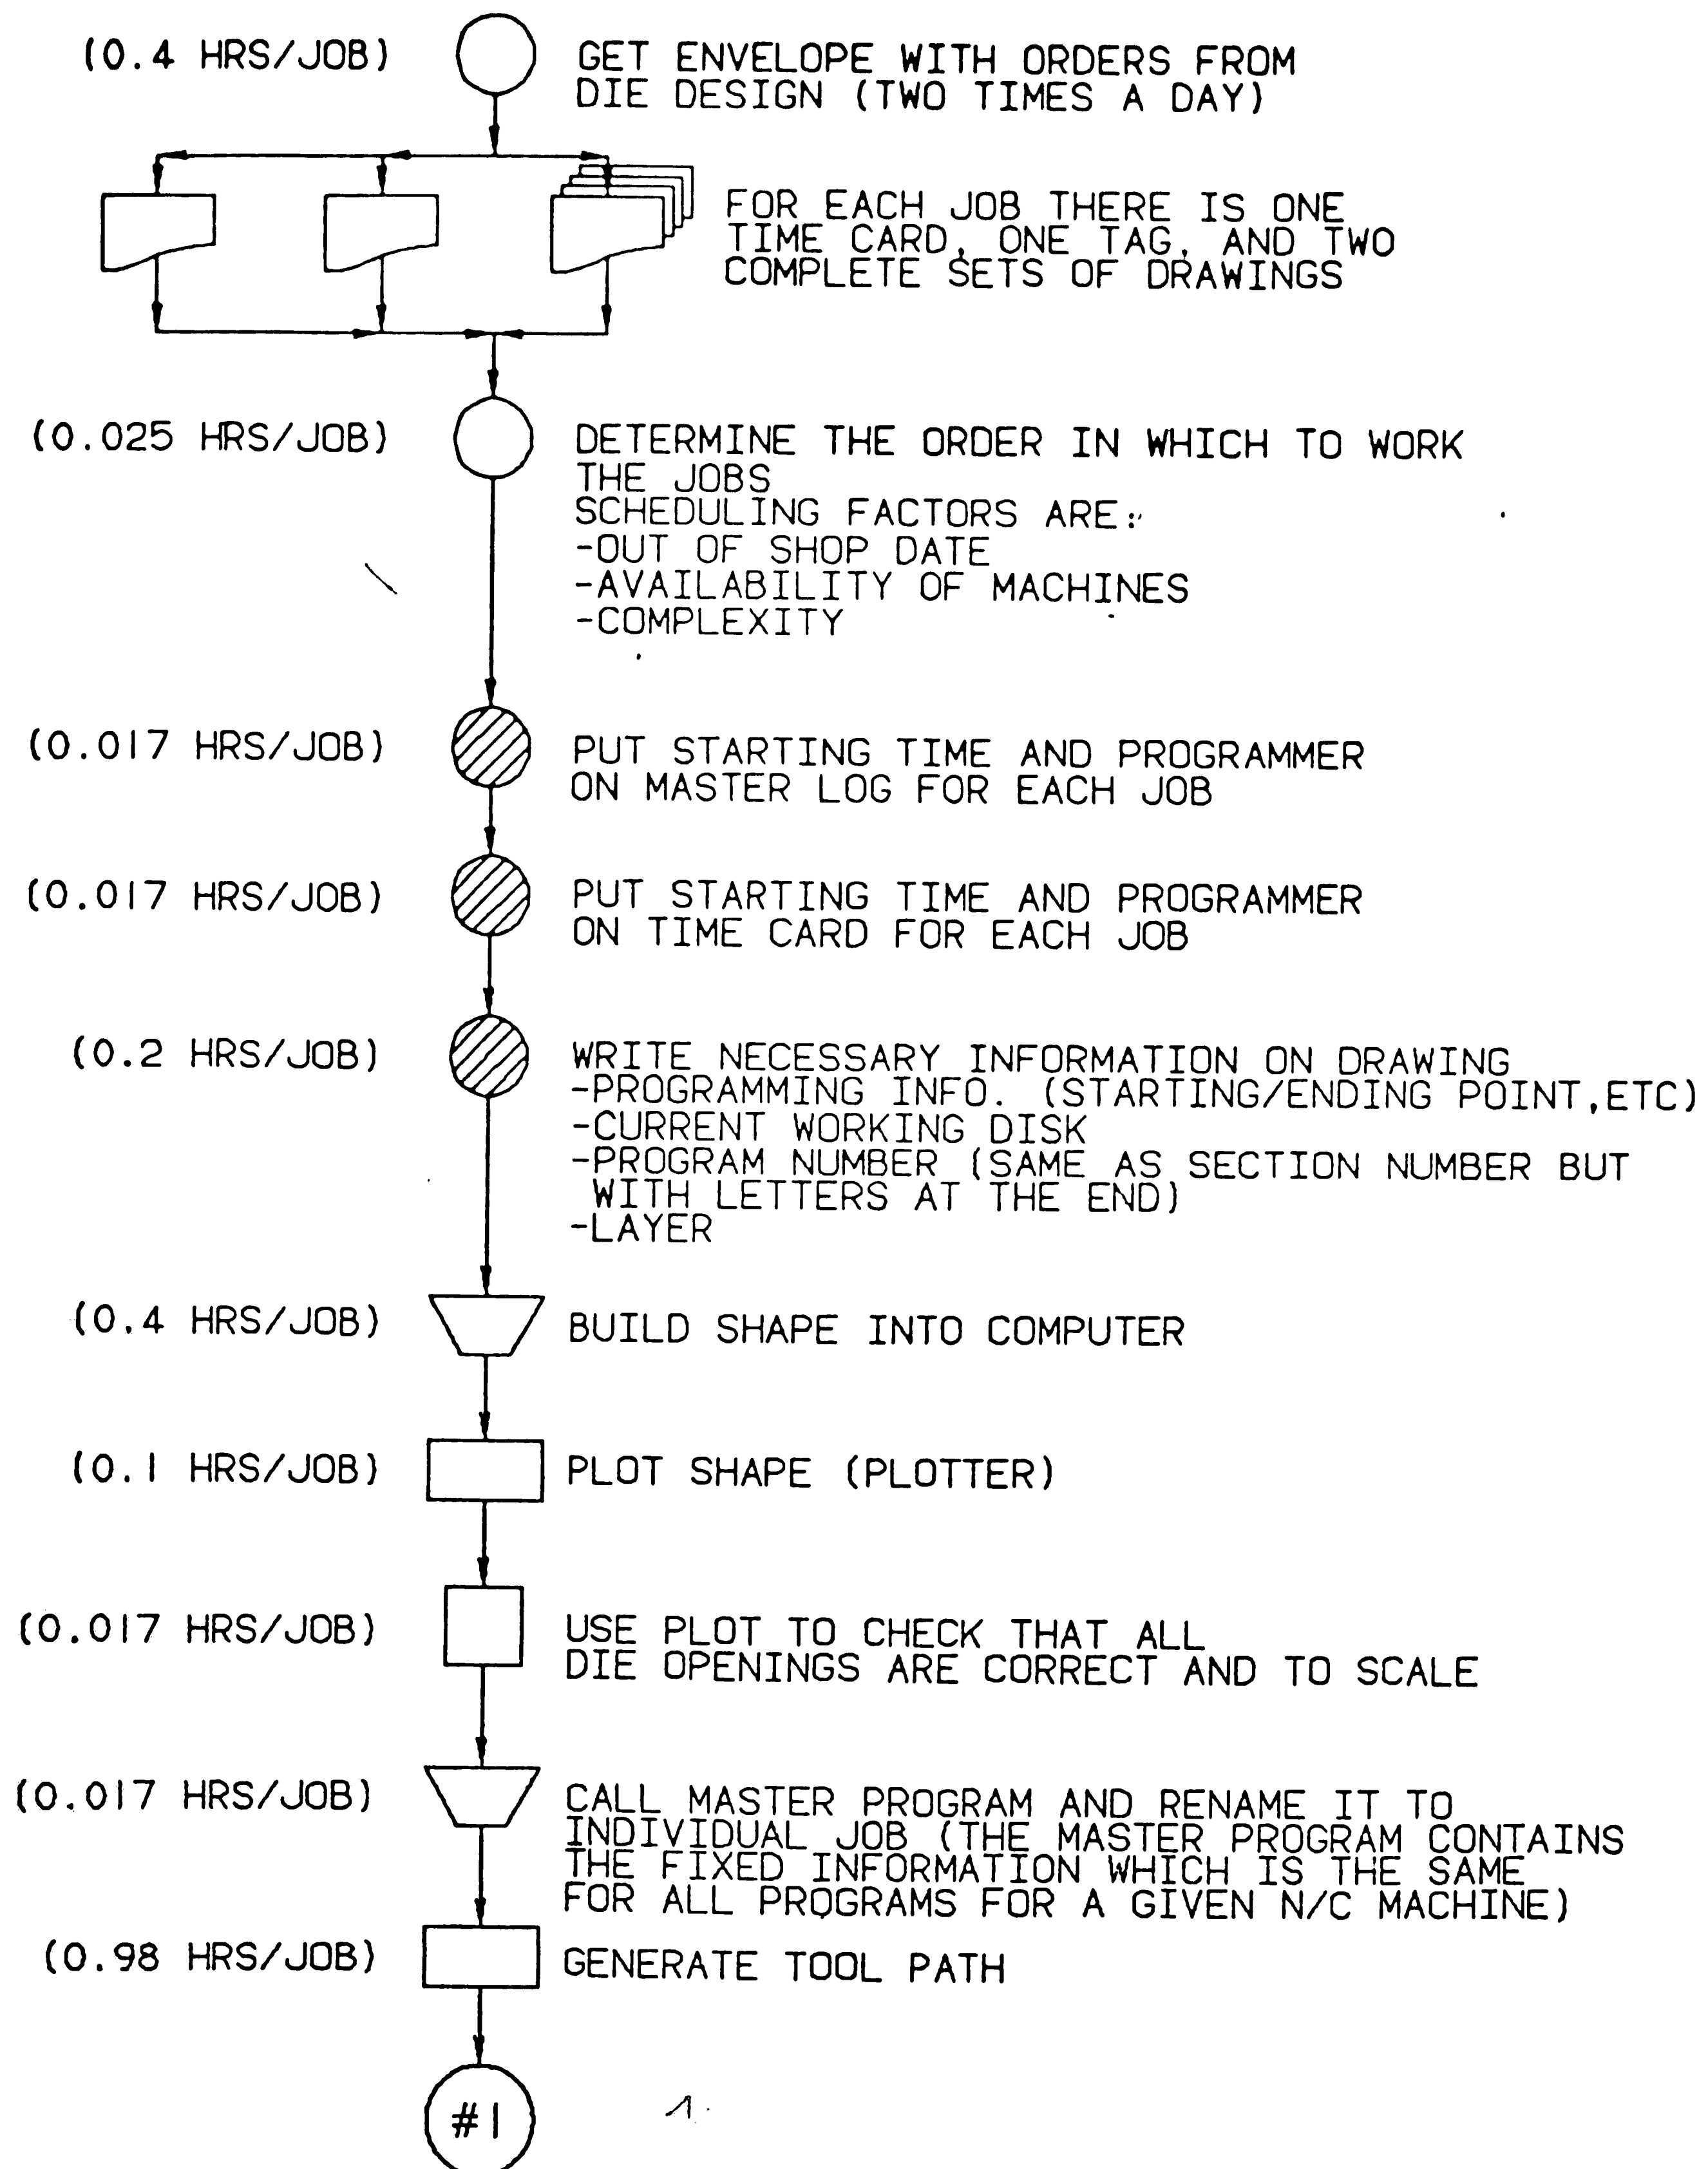 (0.4 HRS/JOB)
GET ENVELOPE WITH ORDERS FROM
DIE DESIGN (TWO TIMES A DAY)
FOR EACH JOB THERE IS ONE
TIME CARD, ONE TAG, AND TWO
COMPLETE SETS OF DRAWINGS
(0.025 HRS/JOB)
DETERMINE THE ORDER IN WHICH TO WORK
THE JOBS
SCHEDULING FACTORS ARE:
-OUT OF SHOP DATE
-AVAILABILITY OF MACHINES
-COMPLEXITY
(0.017 HRS/JOB)
PUT STARTING TIME AND PROGRAMMER
ON MASTER LOG FOR EACH JOB
(0.017 HRS/JOB)
PUT STARTING TIME AND PROGRAMMER
ON TIME CARD FOR EACH JOB
(0.2 HRS/JOB)
WRITE NECESSARY INFORMATION ON DRAWING
-PROGRAMMING INFO. (STARTING/ENDING POINT,ETC)
-CURRENT WORKING DISK
-PROGRAM NUMBER (SAME AS SECTION NUMBER BUT
WITH LETTERS AT THE END)
-LAYER
(0.4 HRS/JOB)
BUILD SHAPE INTO COMPUTER
(0.1 HRS/JOB)
PLOT SHAPE (PLOTTER)
(0.017 HRS/JOB)
USE PLOT TO CHECK THAT ALL
DIE OPENINGS ARE CORRECT AND TO SCALE
(0.017 HRS/JOB)
CALL MASTER PROGRAM AND RENAME IT TO
INDIVIDUAL JOB (THE MASTER PROGRAM CONTAINS
THE FIXED INFORMATION WHICH IS THE SAME
FOR ALL PROGRAMS FOR A GIVEN N/C MACHINE)
(0.98 HRS/JOB)
GENERATE TOOL PATH
#1